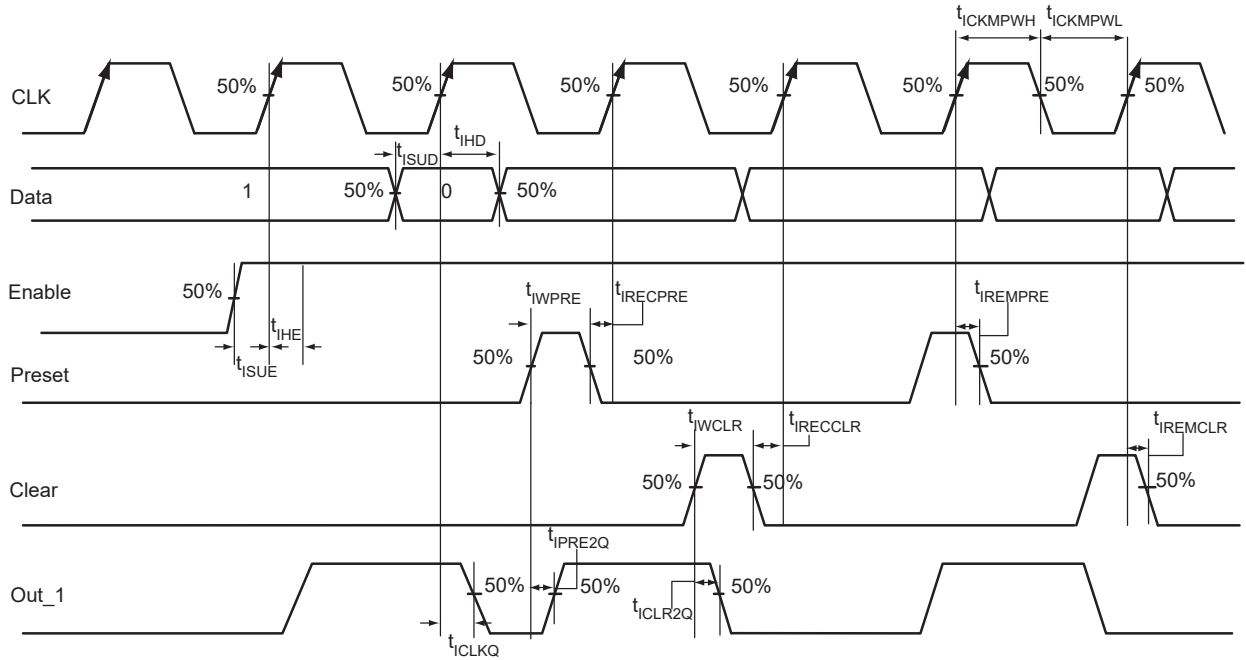 tICKMPWH tICKMPWL
CLK 50% 50% 50% 50% 50% 50% 50%
tISUD tIHD
Data 1 50% 0 50%
Enable 50%
tISUE tIHE
tIWPRE tIRECPRE tIREMPRE
Preset 50% 50% 50%
tIWCLR tIRECCLR tIREMCLR
Clear 50% 50% 50%
tIPRE2Q
Out_1 50% 50% tICLR2Q 50%
tICLKQ